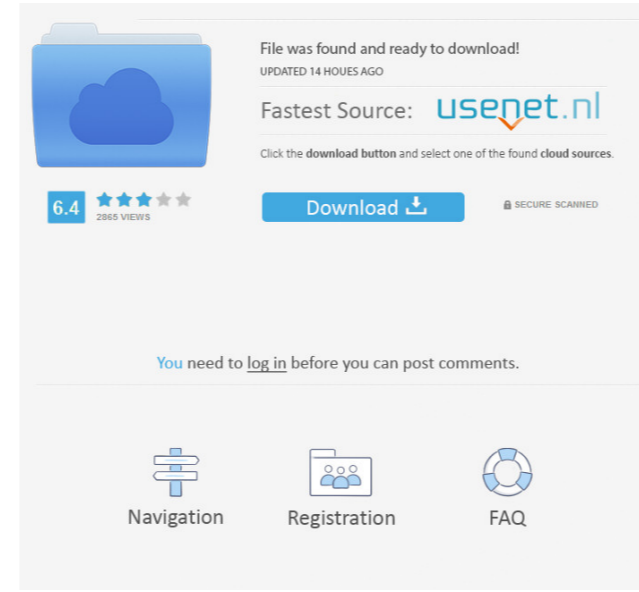 File was found and ready to download!
UPDATED 14 HOUES AGO
Fastest Source: usenet.nl
Click the download button and select one of the found cloud sources.
6.4
2865 VIEWS
Download
SECURE SCANNED
You need to log in before you can post comments.
Navigation
Registration
FAQ